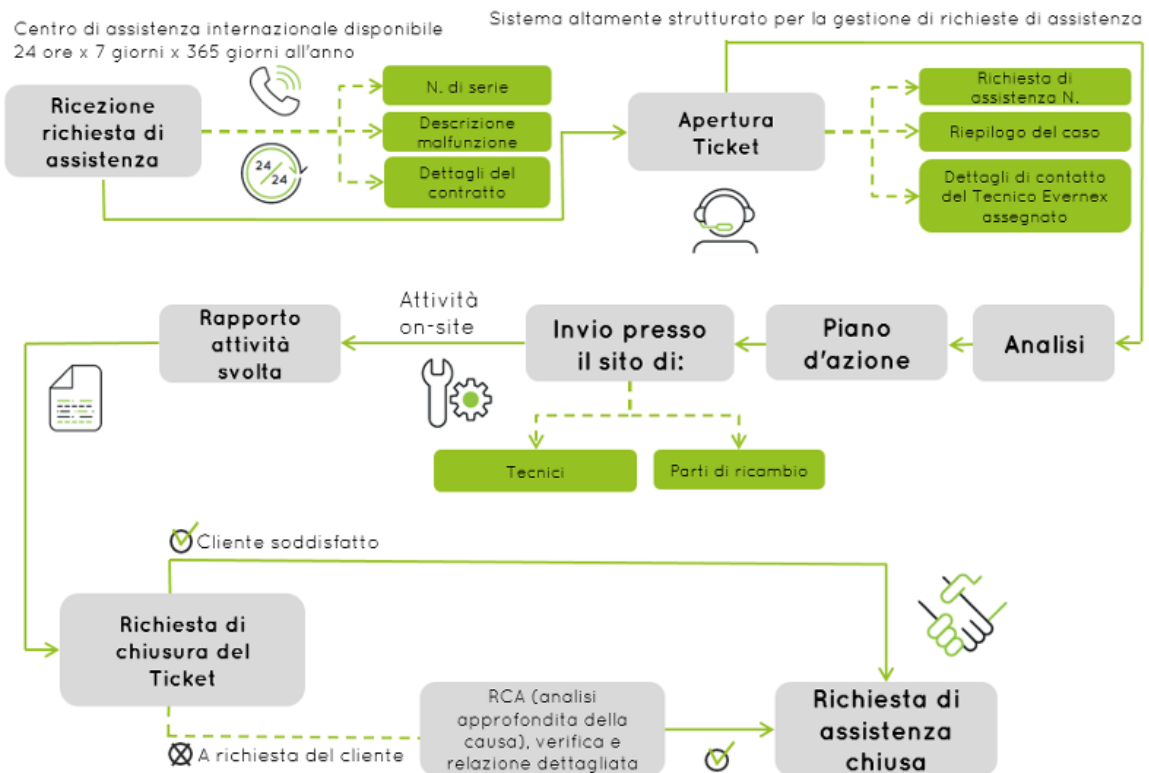 Centro di assistenza internazionale disponibile
24 ore x 7 giorni x 365 giorni all'anno
Sistema altamente strutturato per la gestione di richieste di assistenza
Ricezione
richiesta di
assistenza
24/24
N. di serie
Descrizione
malfunzione
Dettagli del
contratto
Apertura
Ticket
Richiesta di
assistenza N.
Riepilogo del caso
Dettagli di contatto
del Tecnico Evernex
assegnato
Analisi
Piano
d'azione
Invio presso
il sito di:
Tecnici
Parti di ricambio
Attività
on-site
Rapporto
attività
svolta
Richiesta di
chiusura del
Ticket
Cliente soddisfatto
A richiesta del cliente
RCA (analisi
approfondita della
causa), verifica e
relazione dettagliata
Richiesta di
assistenza
chiusa